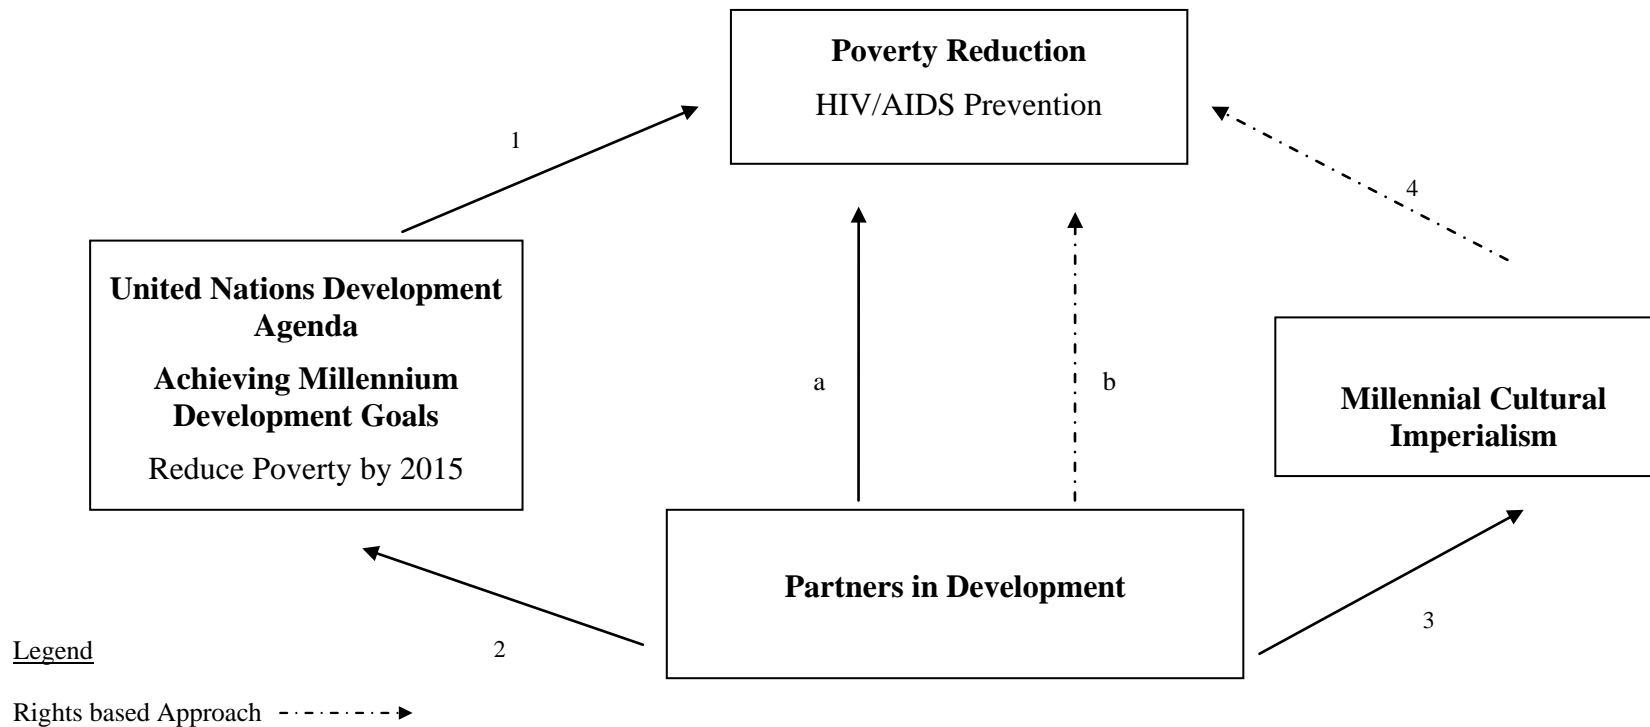 Poverty Reduction
HIV/AIDS Prevention
1
4
United Nations Development
Agenda
Achieving Millennium
Development Goals
Reduce Poverty by 2015
a
b
Millennial Cultural
Imperialism
Partners in Development
2
3
Legend
Rights based Approach